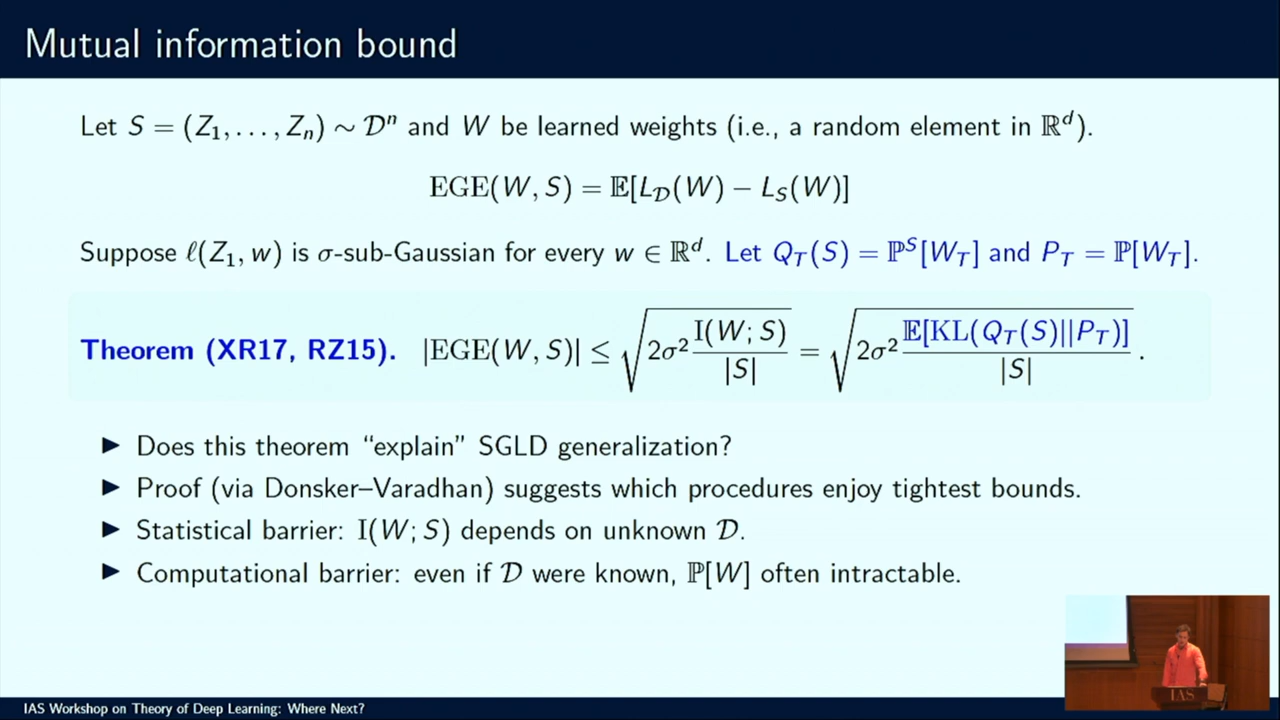 Mutual information bound
Let S = (Z₁, . . . , Zₙ) ∼ 𝒟ⁿ and W be learned weights (i.e., a random element in ℝᵈ).
EGE(W, S) = 𝔼[L_𝒟(W) − L_S(W)]
Suppose ℓ(Z₁, w) is σ-sub-Gaussian for every w ∈ ℝᵈ. Let Q_T(S) = ℙ^S[W_T] and P_T = ℙ[W_T].
Theorem (XR17, RZ15). |EGE(W, S)| ≤ √(2σ² I(W; S) / |S|) = √(2σ² 𝔼[KL(Q_T(S)||P_T)] / |S|) .
▶ Does this theorem “explain” SGLD generalization?
▶ Proof (via Donsker–Varadhan) suggests which procedures enjoy tightest bounds.
▶ Statistical barrier: I(W; S) depends on unknown 𝒟.
▶ Computational barrier: even if 𝒟 were known, ℙ[W] often intractable.
IAS
IAS Workshop on Theory of Deep Learning: Where Next?